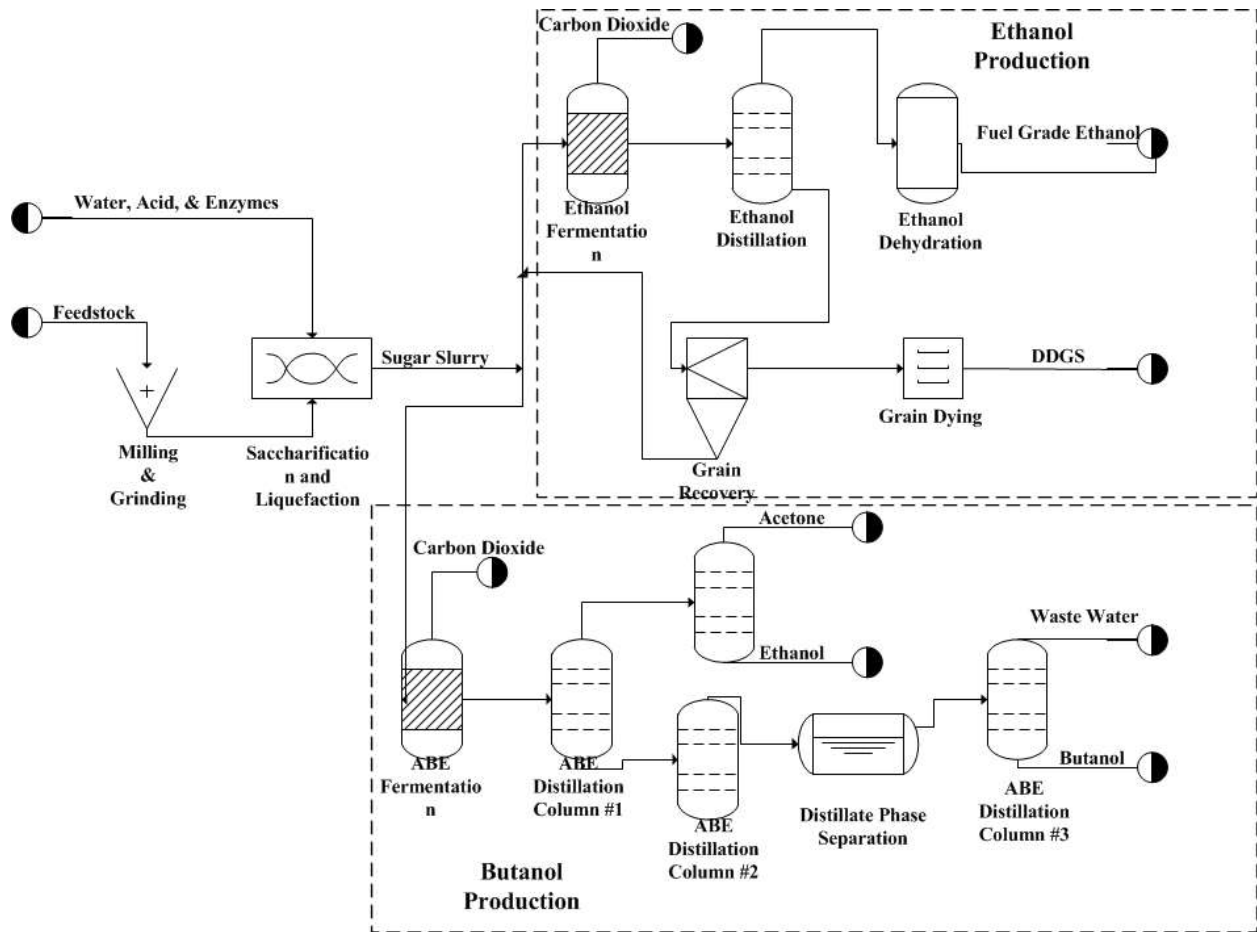 Carbon Dioxide
Ethanol
Production
Fuel Grade Ethanol
Water, Acid, & Enzymes
Ethanol
Fermentatio
n
Ethanol
Distillation
Ethanol
Dehydration
Feedstock
Sugar Slurry
DDGS
Milling
&
Grinding
Saccharificatio
n and
Liquefaction
Grain
Recovery
Grain Dying
Acetone
Carbon Dioxide
Ethanol
Waste Water
Butanol
ABE
Fermentatio
n
ABE
Distillation
Column #1
ABE
Distillation
Column #2
Distillate Phase
Separation
ABE
Distillation
Column #3
Butanol
Production